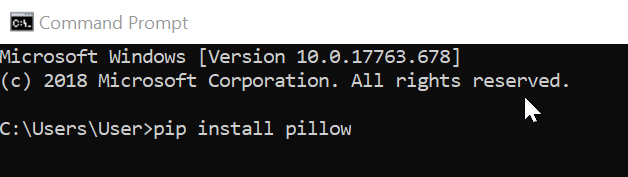 Command Prompt
Microsoft Windows [Version 10.0.17763.678]
(c) 2018 Microsoft Corporation. All rights reserved.
C:\Users\User>pip install pillow